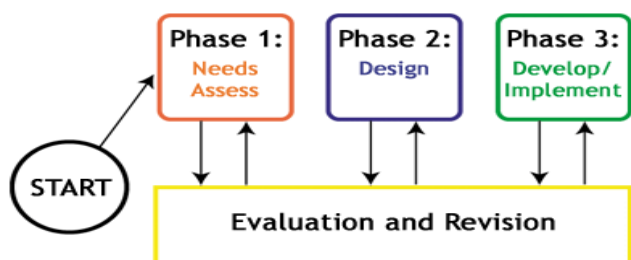 Phase 1:
Needs
Assess
Phase 2:
Design
Phase 3:
Develop/
Implement
START
Evaluation and Revision